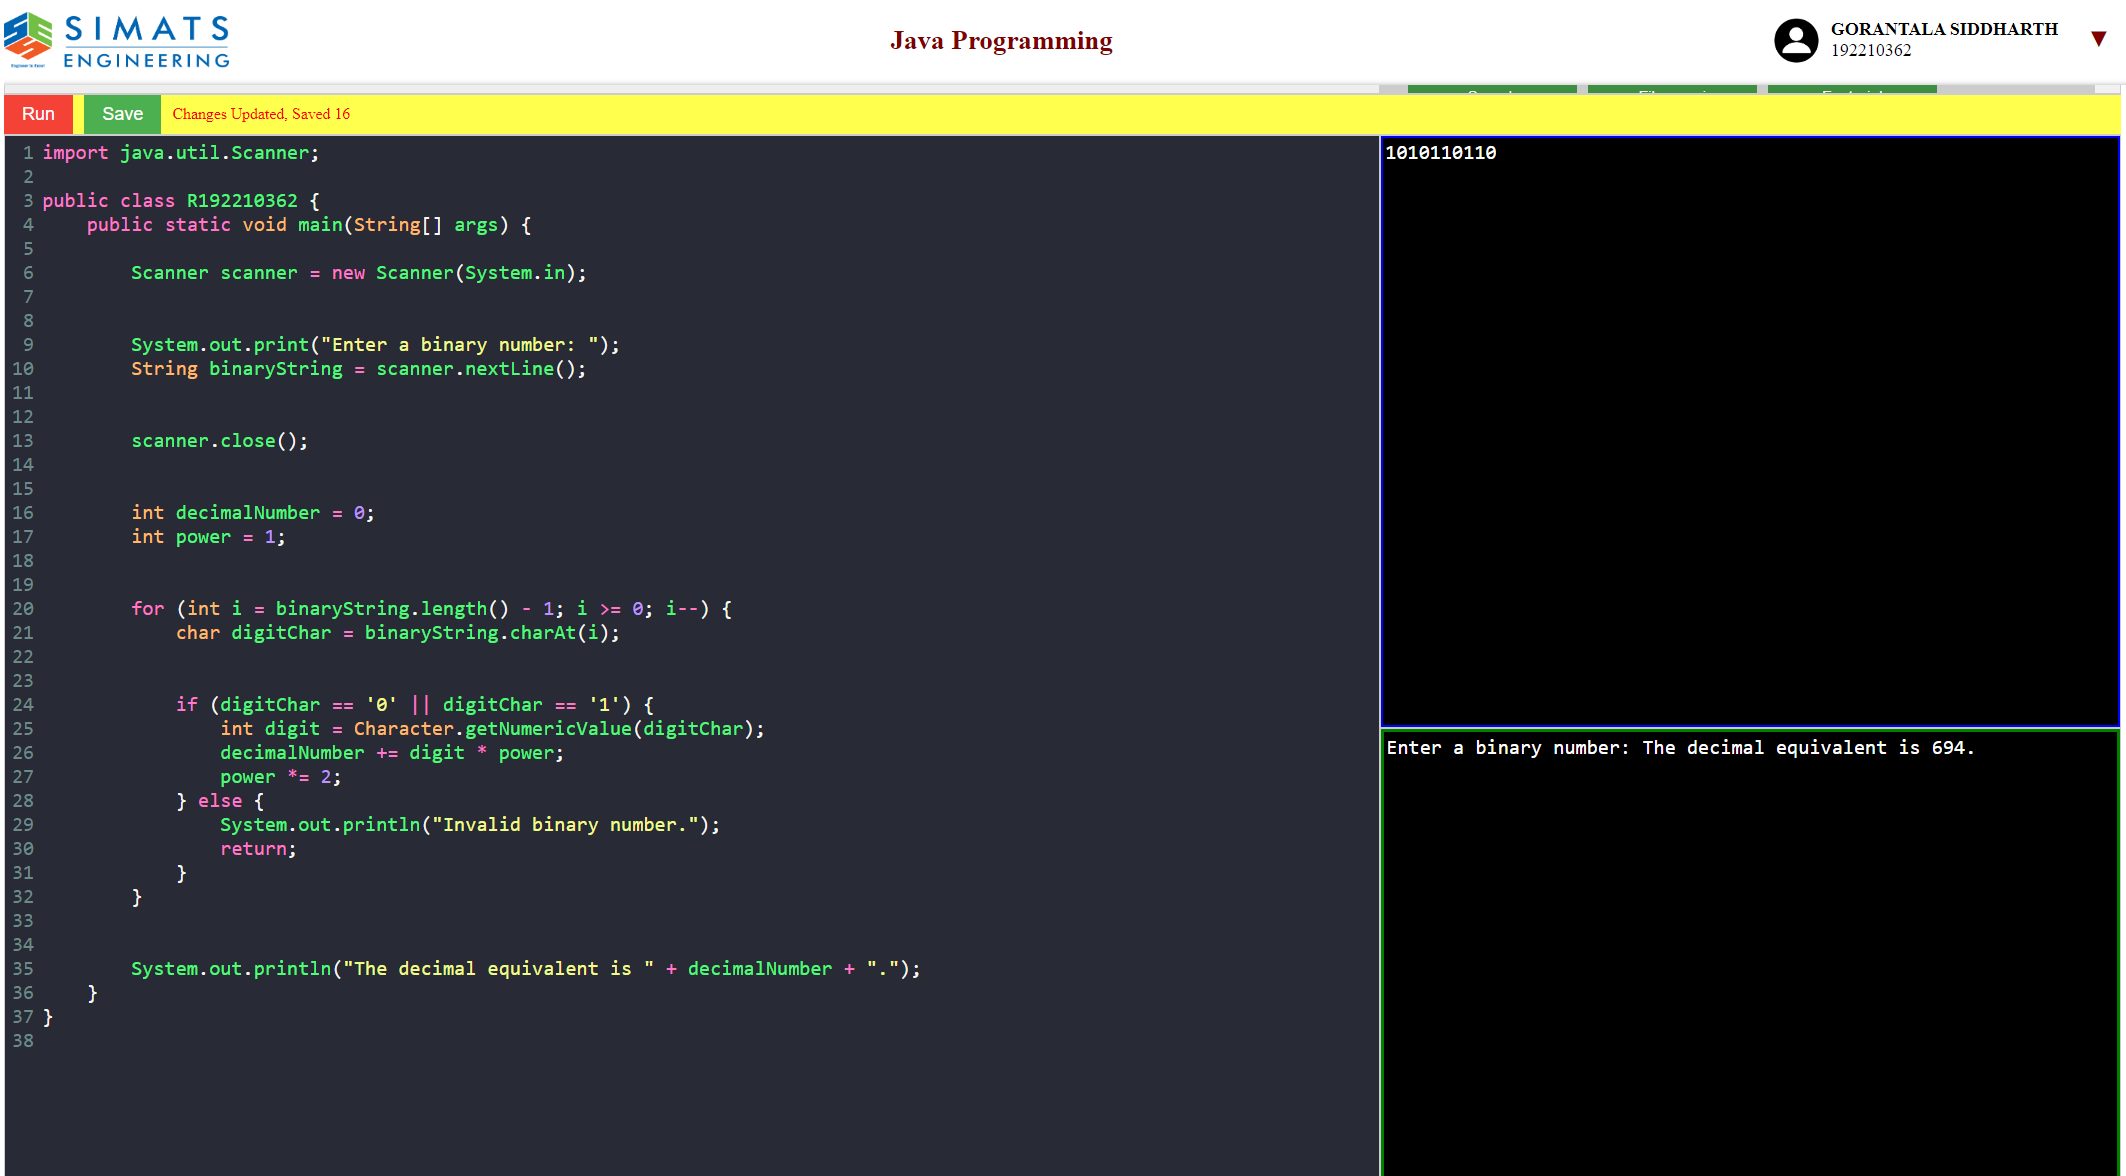 SIMATS
ENGINEERING
Engineer to Excel
Java Programming
GORANTALA SIDDHARTH
192210362
▼
Run
Save
Changes Updated, Saved 16
1 import java.util.Scanner;
2
3 public class R192210362 {
4     public static void main(String[] args) {
5
6         Scanner scanner = new Scanner(System.in);
7
8
9         System.out.print("Enter a binary number: ");
10         String binaryString = scanner.nextLine();
11
12
13         scanner.close();
14
15
16         int decimalNumber = 0;
17         int power = 1;
18
19
20         for (int i = binaryString.length() - 1; i >= 0; i--) {
21             char digitChar = binaryString.charAt(i);
22
23
24             if (digitChar == '0' || digitChar == '1') {
25                 int digit = Character.getNumericValue(digitChar);
26                 decimalNumber += digit * power;
27                 power *= 2;
28             } else {
29                 System.out.println("Invalid binary number.");
30                 return;
31             }
32         }
33
34
35         System.out.println("The decimal equivalent is " + decimalNumber + ".");
36     }
37 }
38
1010110110
Enter a binary number: The decimal equivalent is 694.